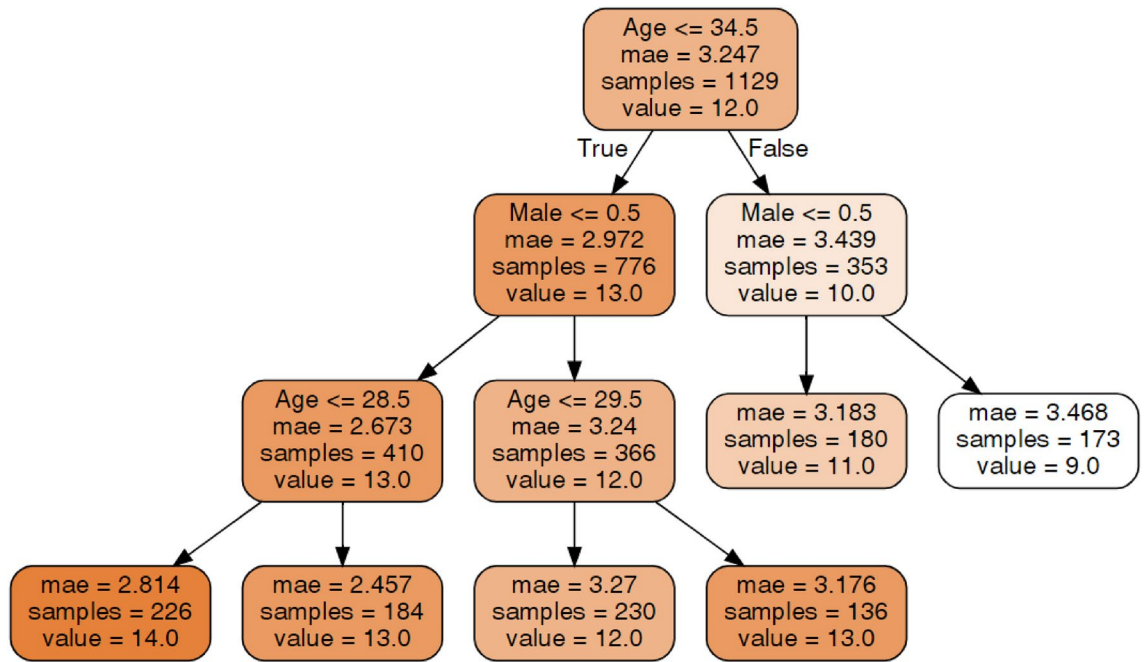 Age <= 34.5
mae = 3.247
samples = 1129
value = 12.0
True
False
Male <= 0.5
mae = 2.972
samples = 776
value = 13.0
Male <= 0.5
mae = 3.439
samples = 353
value = 10.0
Age <= 28.5
mae = 2.673
samples = 410
value = 13.0
Age <= 29.5
mae = 3.24
samples = 366
value = 12.0
mae = 3.183
samples = 180
value = 11.0
mae = 3.468
samples = 173
value = 9.0
mae = 2.814
samples = 226
value = 14.0
mae = 2.457
samples = 184
value = 13.0
mae = 3.27
samples = 230
value = 12.0
mae = 3.176
samples = 136
value = 13.0